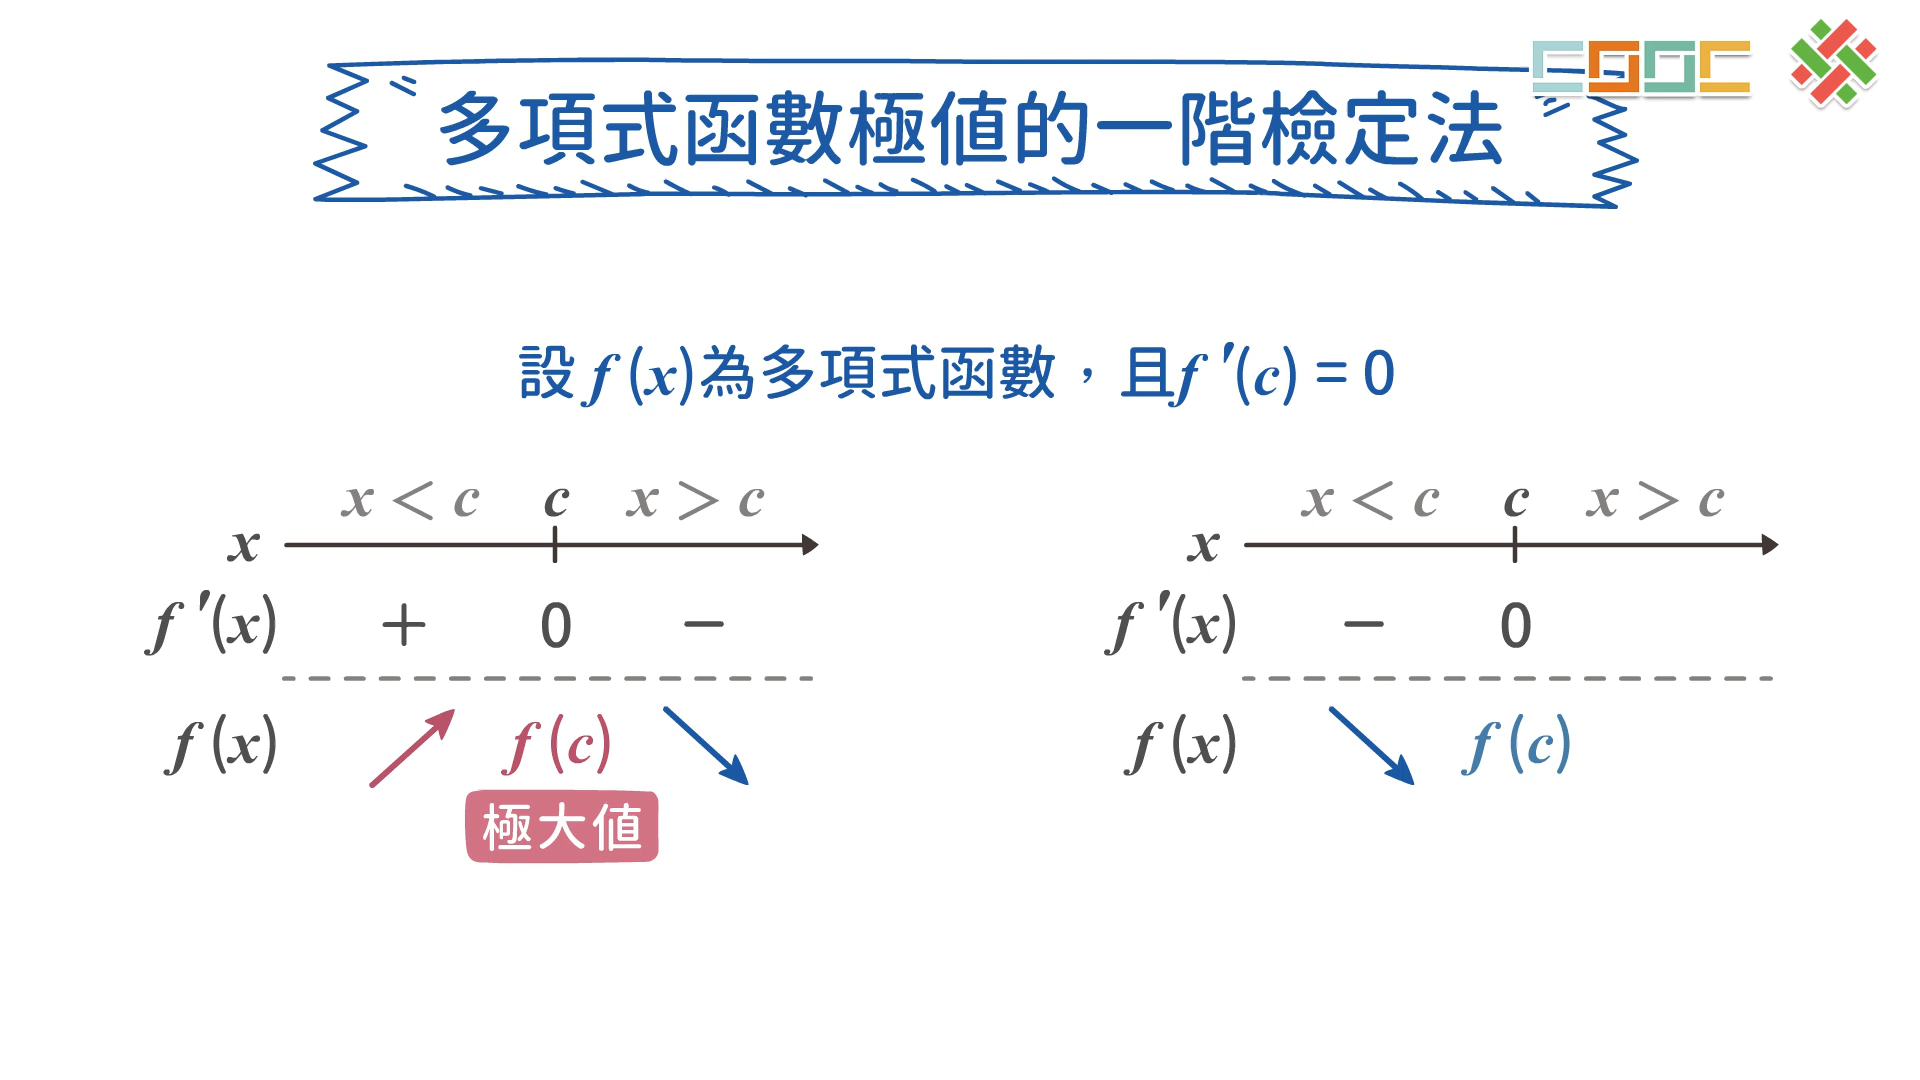 多項式函數極值的一階檢定法
設 f(x)為多項式函數，且f′(c) = 0
x < c c x > c
x
f′(x) + 0 −
f(x) f(c)
極大值
x < c c x > c
x
f′(x) − 0
f(x) f(c)